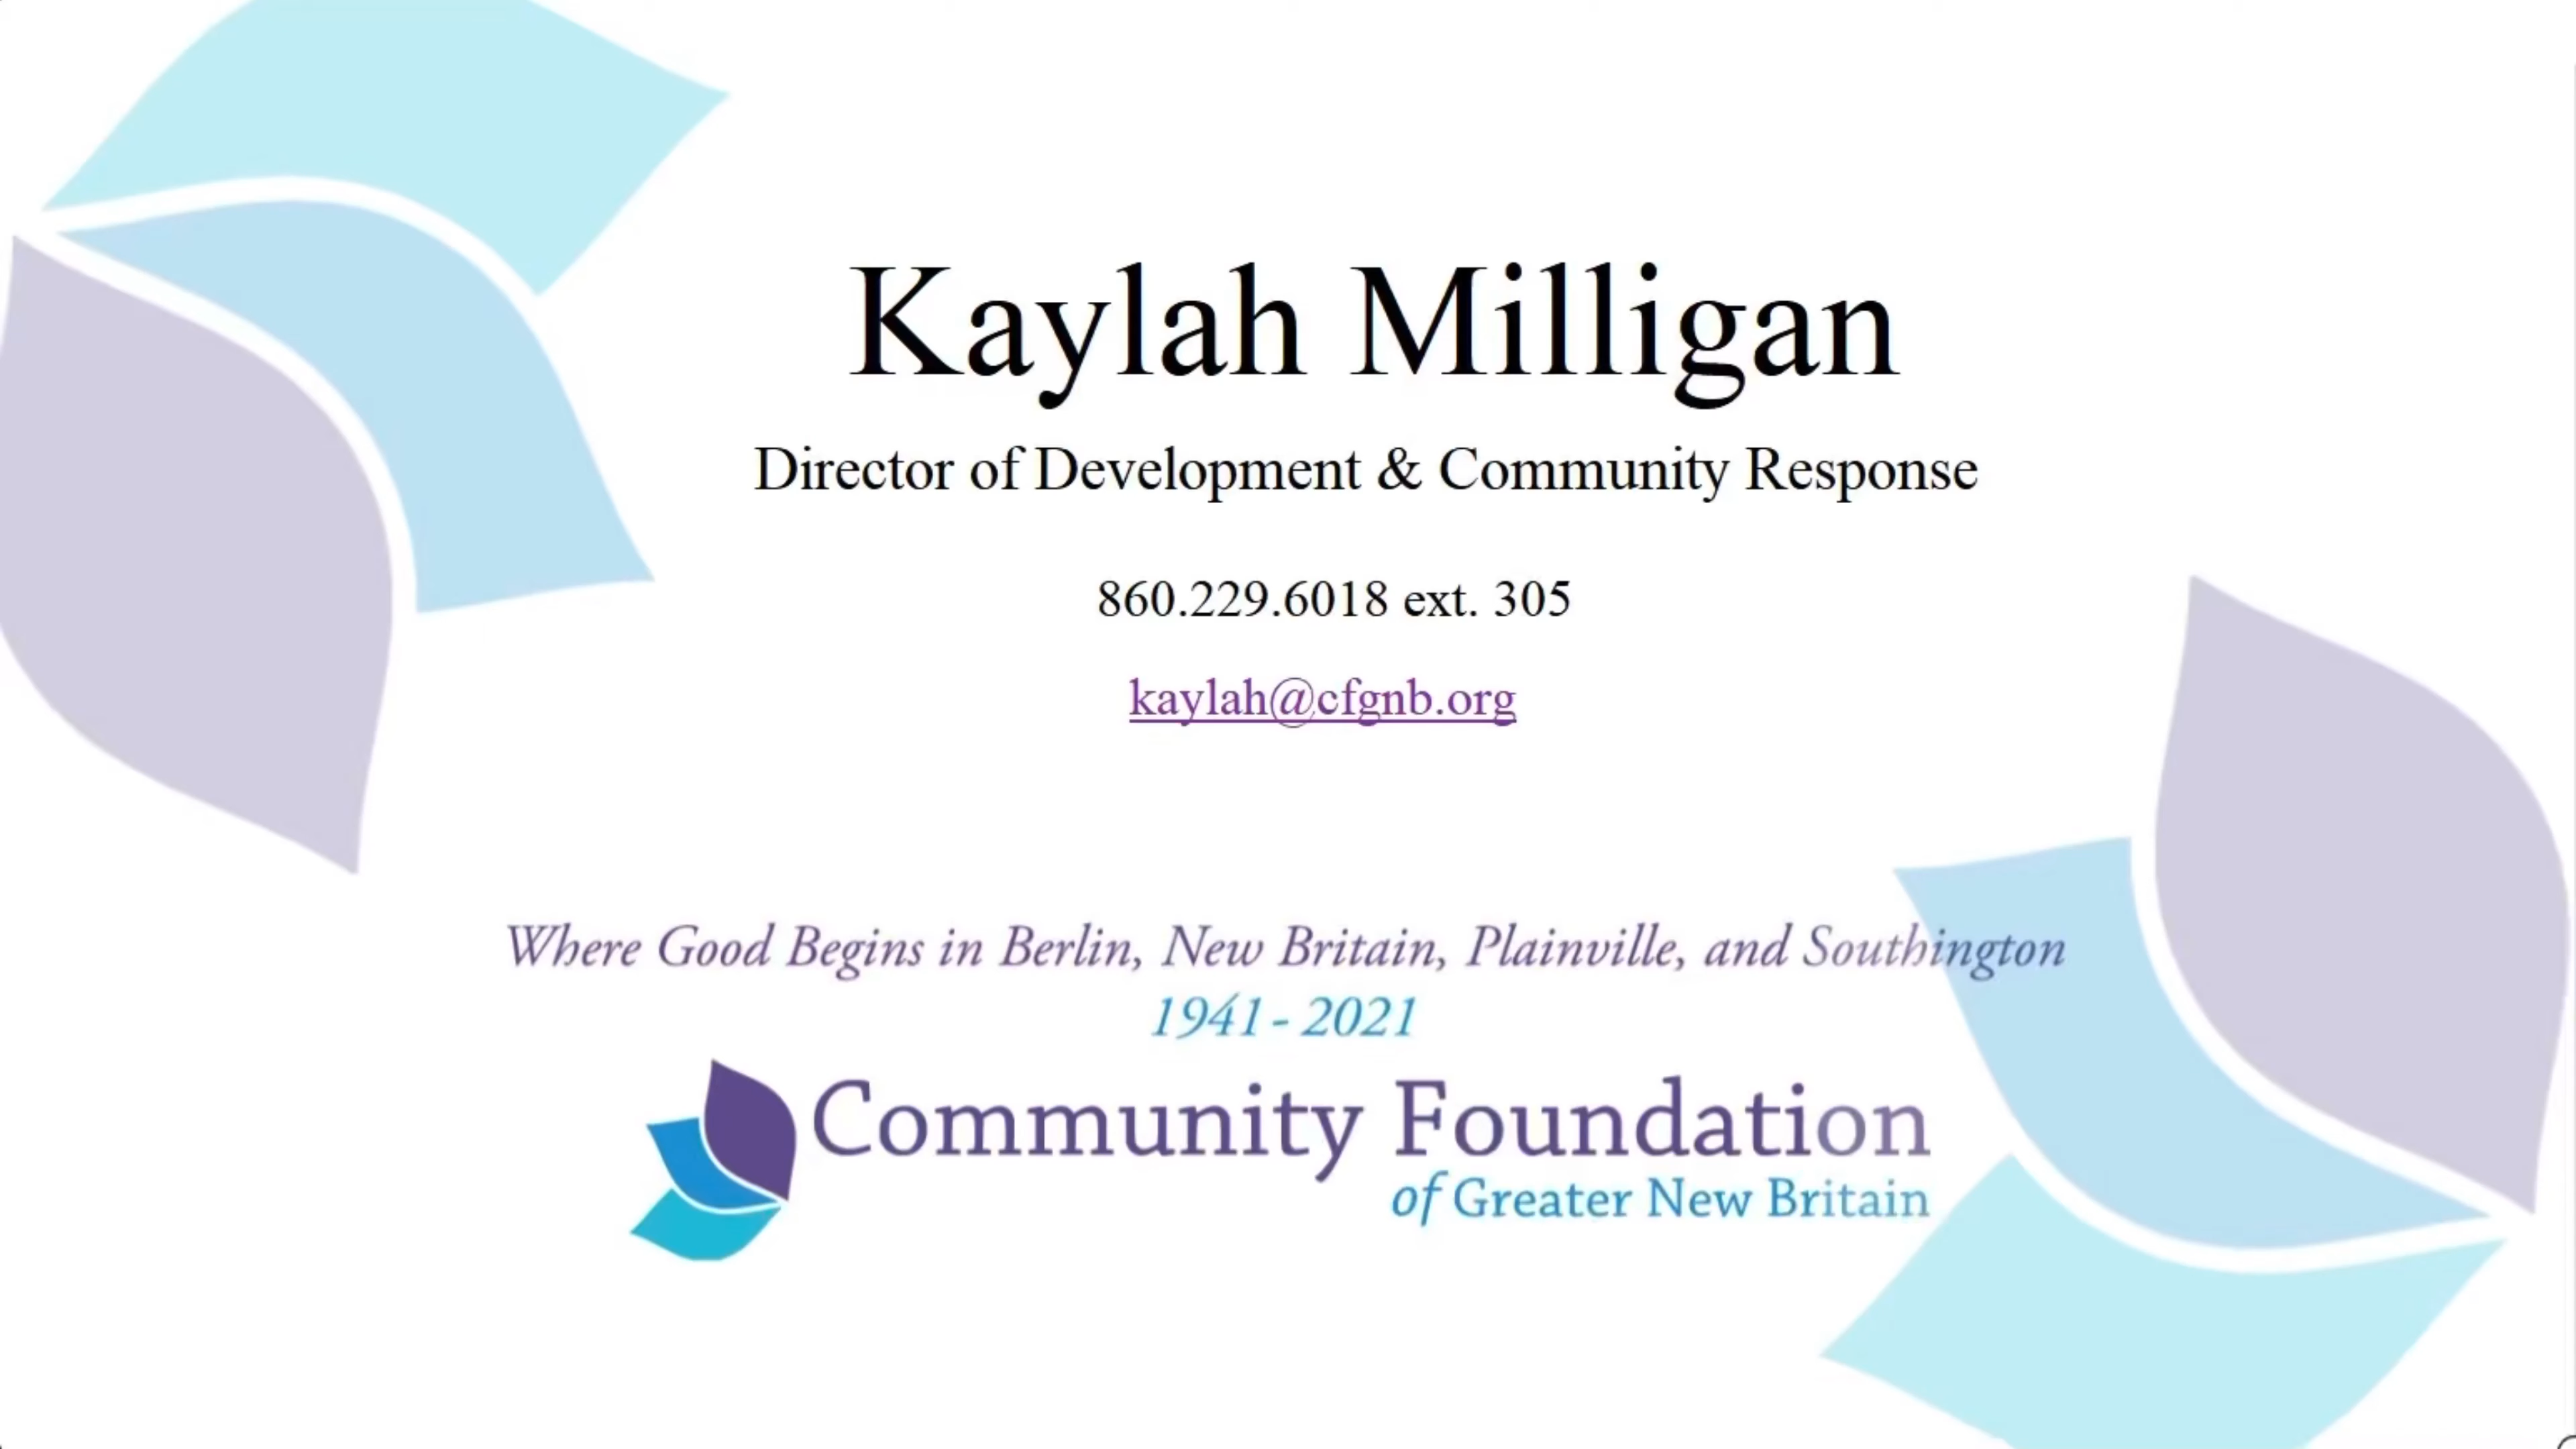 Kaylah Milligan
Director of Development & Community Response
860.229.6018 ext. 305
kaylah@cfgnb.org
Where Good Begins in Berlin, New Britain, Plainville, and Southington
1941 - 2021
Community Foundation
of Greater New Britain